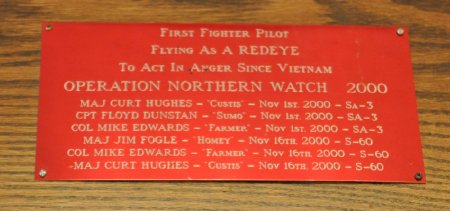 First Fighter Pilot
Flying As A REDEYE
To Act In Anger Since Vietnam
OPERATION NORTHERN WATCH 2000
MAJ CURT HUGHES – "Custis" – Nov 1st. 2000 – SA-3
CPT FLOYD DUNSTAN – "Sumo" – Nov 1st. 2000 – SA-3
COL MIKE EDWARDS – "Farmer" – Nov 1st. 2000 – SA-3
MAJ JIM FOGLE – "Homey" – Nov 16th. 2000 – S-60
COL MIKE EDWARDS – "Farmer" – Nov 16th. 2000 – S-60
MAJ CURT HUGHES – "Custis" – Nov 16th. 2000 – S-60